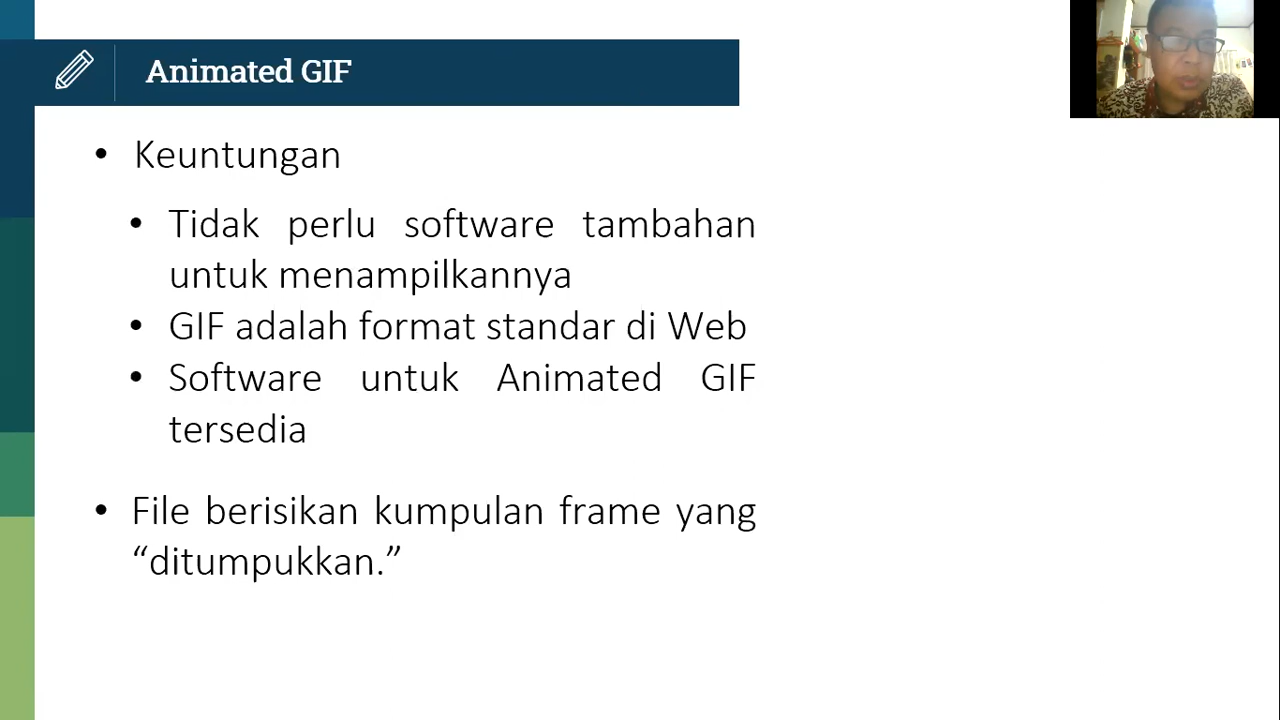 Animated GIF
• Keuntungan
• Tidak perlu software tambahan
untuk menampilkannya
• GIF adalah format standar di Web
• Software untuk Animated GIF
tersedia
• File berisikan kumpulan frame yang
“ditumpukkan.”